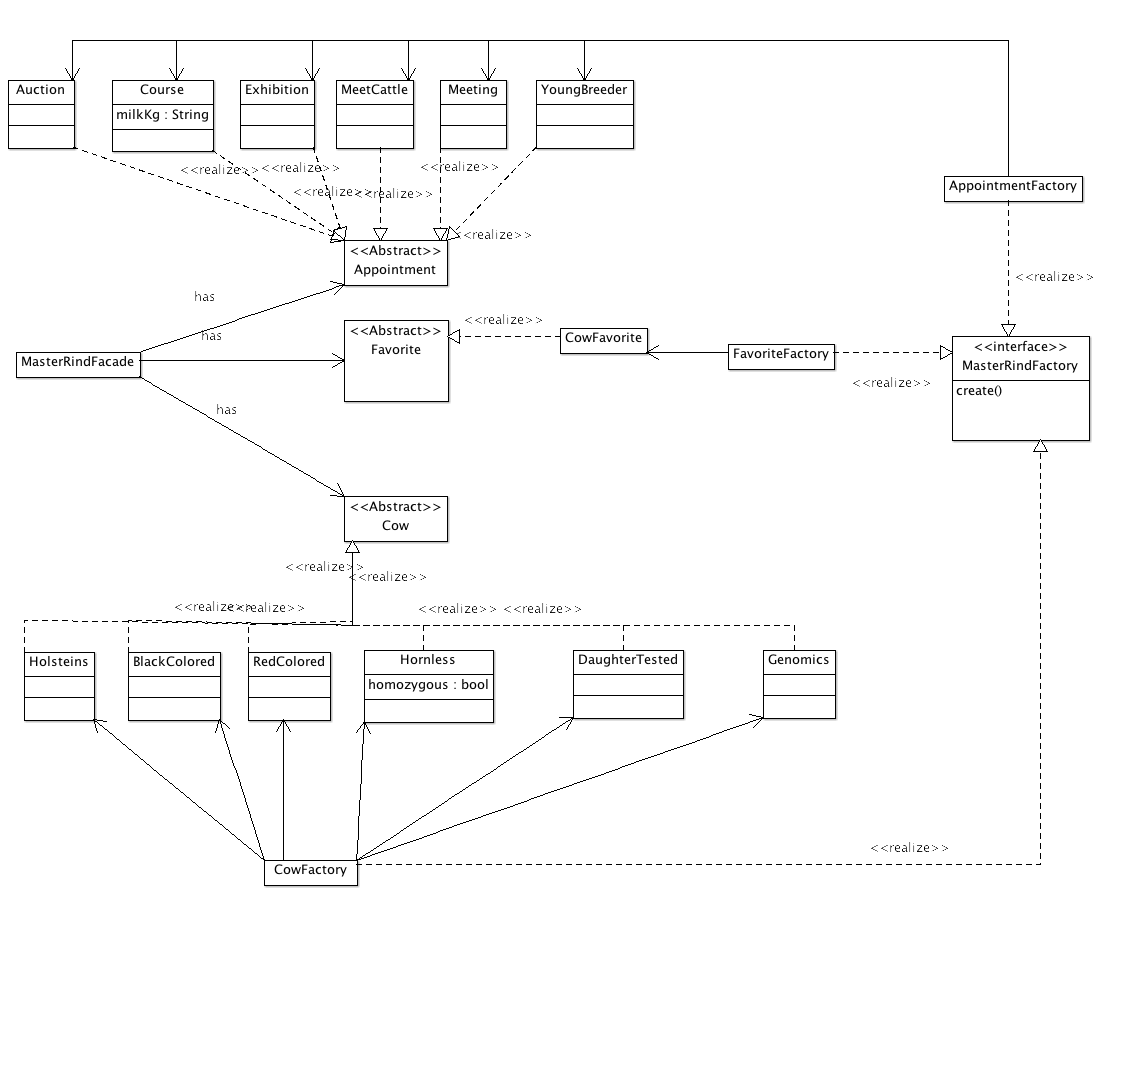 Auction
Course
milkKg : String
Exhibition
MeetCattle
Meeting
YoungBreeder
<<realize>>
<<realize>>
<<realize>>
<<realize>>
<<realize>>
<<realize>>
AppointmentFactory
<<realize>>
<<Abstract>>
Appointment
has
has
has
MasterRindFacade
<<Abstract>>
Favorite
<<realize>>
CowFavorite
FavoriteFactory
<<realize>>
<<interface>>
MasterRindFactory
create()
<<Abstract>>
Cow
<<realize>>
<<realize>>
<<realize>>
<<realize>>
<<realize>>
<<realize>>
Holsteins
BlackColored
RedColored
Hornless
homozygous : bool
DaughterTested
Genomics
<<realize>>
CowFactory